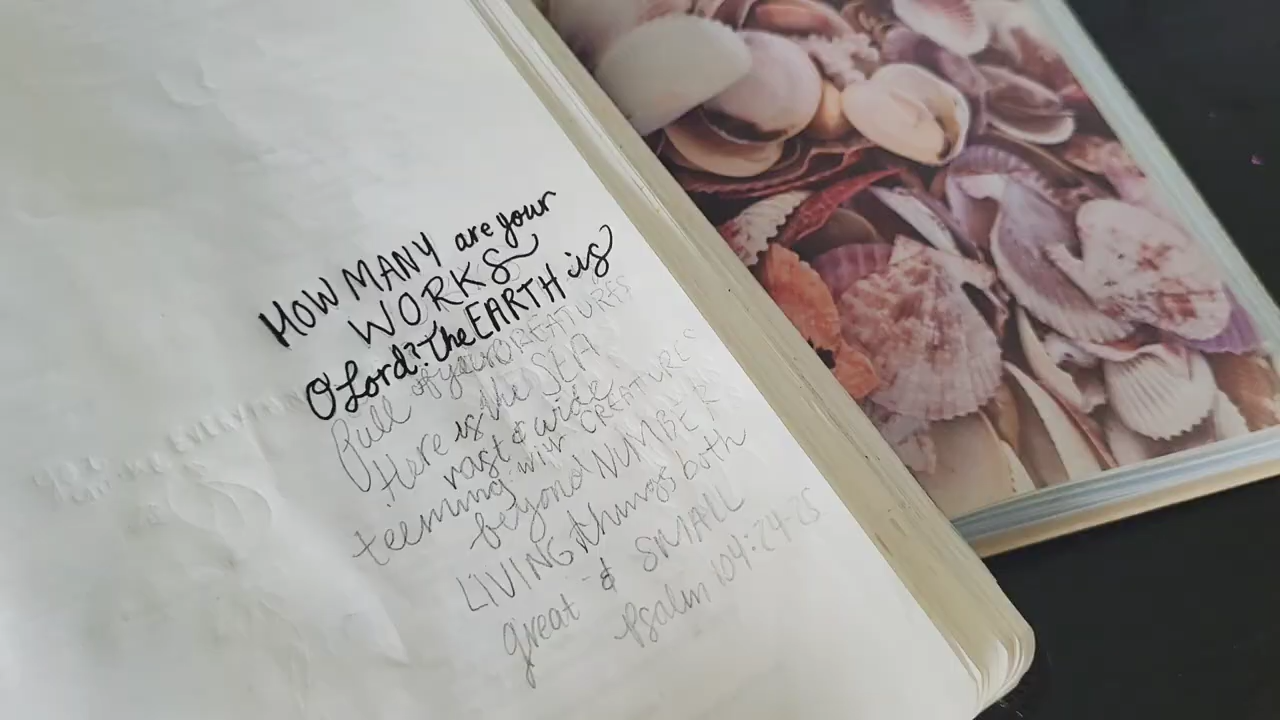 HOW MANY are your
WORKS
O Lord? The EARTH is
full of your CREATURES
Here is the SEA
vast & wide
teeming with CREATURES
beyond NUMBER
LIVING things both
great & SMALL
Psalm 104:24-25